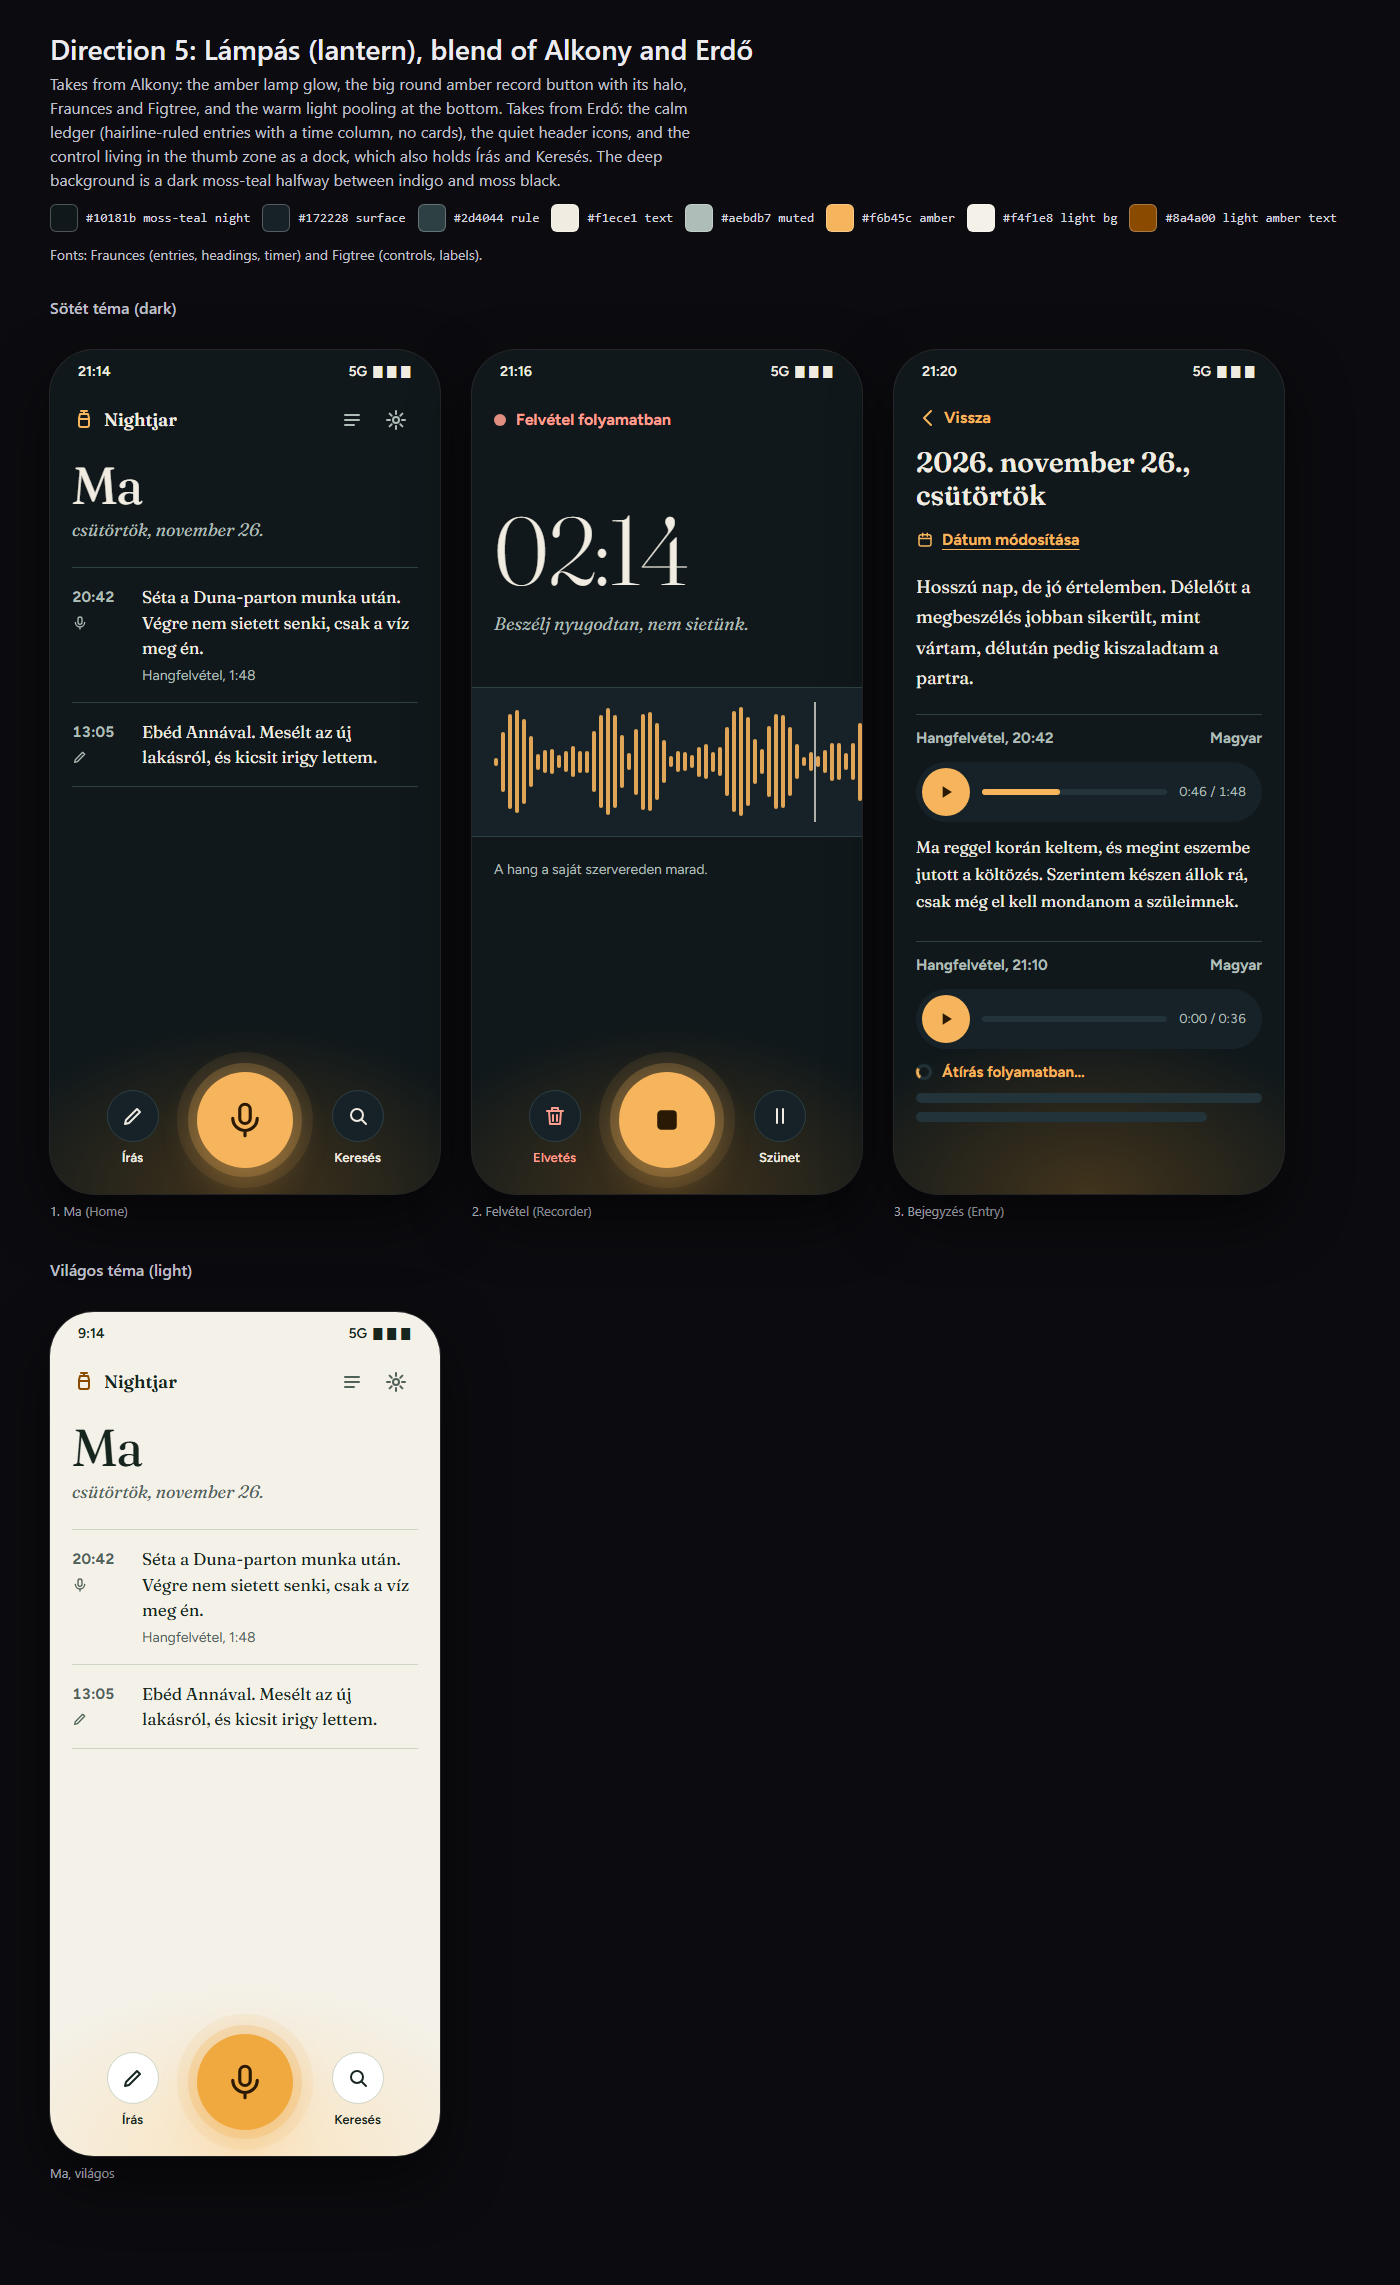 Direction 5: Lámpás (lantern), blend of Alkony and Erdő
Takes from Alkony: the amber lamp glow, the big round amber record button with its halo,
Fraunces and Figtree, and the warm light pooling at the bottom. Takes from Erdő: the calm
ledger (hairline-ruled entries with a time column, no cards), the quiet header icons, and the
control living in the thumb zone as a dock, which also holds Írás and Keresés. The deep
background is a dark moss-teal halfway between indigo and moss black.
#10181b moss-teal night #172228 surface #2d4044 rule #f1ece1 text #aebdb7 muted #f6b45c amber #f4f1e8 light bg #8a4a00 light amber text
Fonts: Fraunces (entries, headings, timer) and Figtree (controls, labels).
Sötét téma (dark)
21:14 5G
Nightjar
Ma
csütörtök, november 26.
20:42
Séta a Duna-parton munka után.
Végre nem sietett senki, csak a víz
meg én.
Hangfelvétel, 1:48
13:05
Ebéd Annával. Mesélt az új
lakásról, és kicsit irigy lettem.
Írás
Keresés
1. Ma (Home)
21:16 5G
Felvétel folyamatban
02:14
Beszélj nyugodtan, nem sietünk.
A hang a saját szervereden marad.
Elvetés
Szünet
2. Felvétel (Recorder)
21:20 5G
Vissza
2026. november 26.,
csütörtök
Dátum módosítása
Hosszú nap, de jó értelemben. Délelőtt a
megbeszélés jobban sikerült, mint
vártam, délután pedig kiszaladtam a
partra.
Hangfelvétel, 20:42 Magyar
0:46 / 1:48
Ma reggel korán keltem, és megint eszembe
jutott a költözés. Szerintem készen állok rá,
csak még el kell mondanom a szüleimnek.
Hangfelvétel, 21:10 Magyar
0:00 / 0:36
Átírás folyamatban...
3. Bejegyzés (Entry)
Világos téma (light)
9:14 5G
Nightjar
Ma
csütörtök, november 26.
20:42
Séta a Duna-parton munka után.
Végre nem sietett senki, csak a víz
meg én.
Hangfelvétel, 1:48
13:05
Ebéd Annával. Mesélt az új
lakásról, és kicsit irigy lettem.
Írás
Keresés
Ma, világos